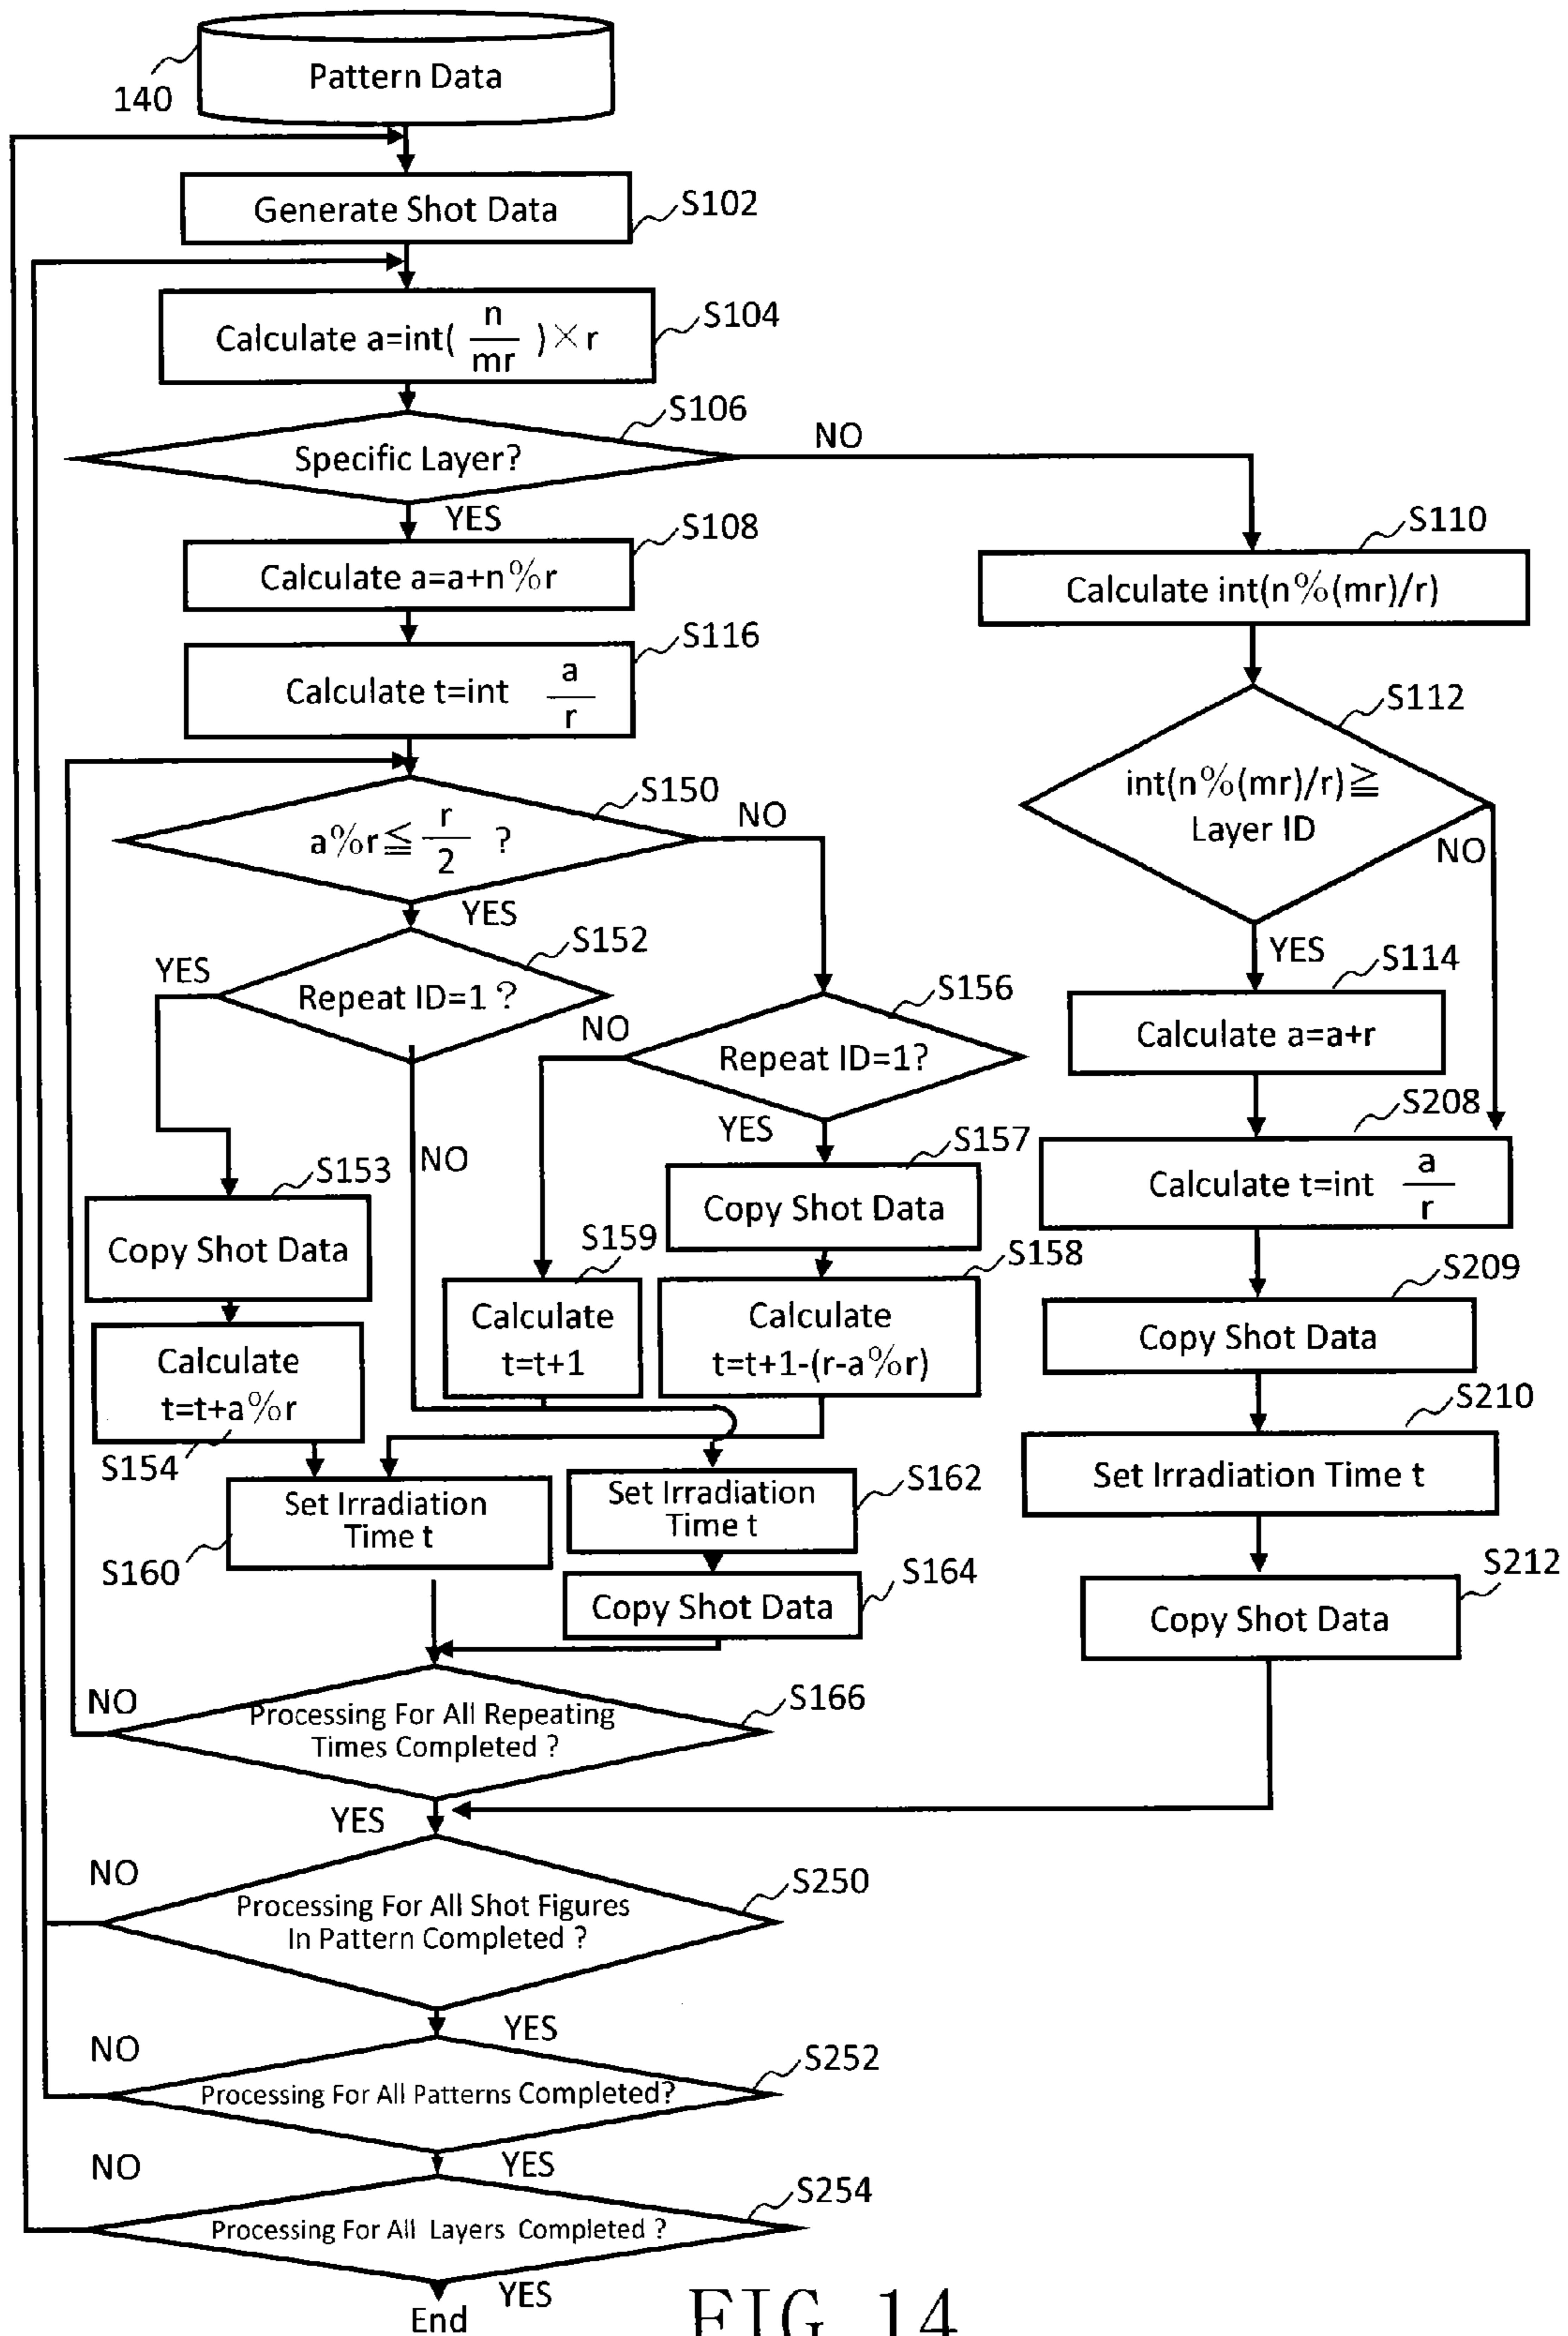 Pattern Data
140
Generate Shot Data
S102
Calculate a=int( n/mr )×r
S104
S106
Specific Layer?
NO
YES
S108
Calculate a=a+n%r
S110
Calculate int(n%(mr)/r)
S116
Calculate t=int a/r
S112
int(n%(mr)/r)≧
Layer ID
NO
YES
S150
a%r≦ r/2 ?
NO
YES
S152
Repeat ID=1?
YES
NO
S156
Repeat ID=1?
NO
YES
S114
Calculate a=a+r
S208
Calculate t=int a/r
S153
Copy Shot Data
S157
Copy Shot Data
S159
Calculate
t=t+1
S158
Calculate
t=t+1-(r-a%r)
S209
Copy Shot Data
Calculate
t=t+a%r
S154
S210
Set Irradiation Time t
Set Irradiation
Time t
S160
Set Irradiation
Time t
S162
Copy Shot Data
S164
S212
Copy Shot Data
NO
Processing For All Repeating
Times Completed ?
S166
YES
NO
Processing For All Shot Figures
In Pattern Completed ?
S250
YES
NO
Processing For All Patterns Completed?
S252
YES
NO
Processing For All Layers Completed ?
S254
YES
End
FIG. 14